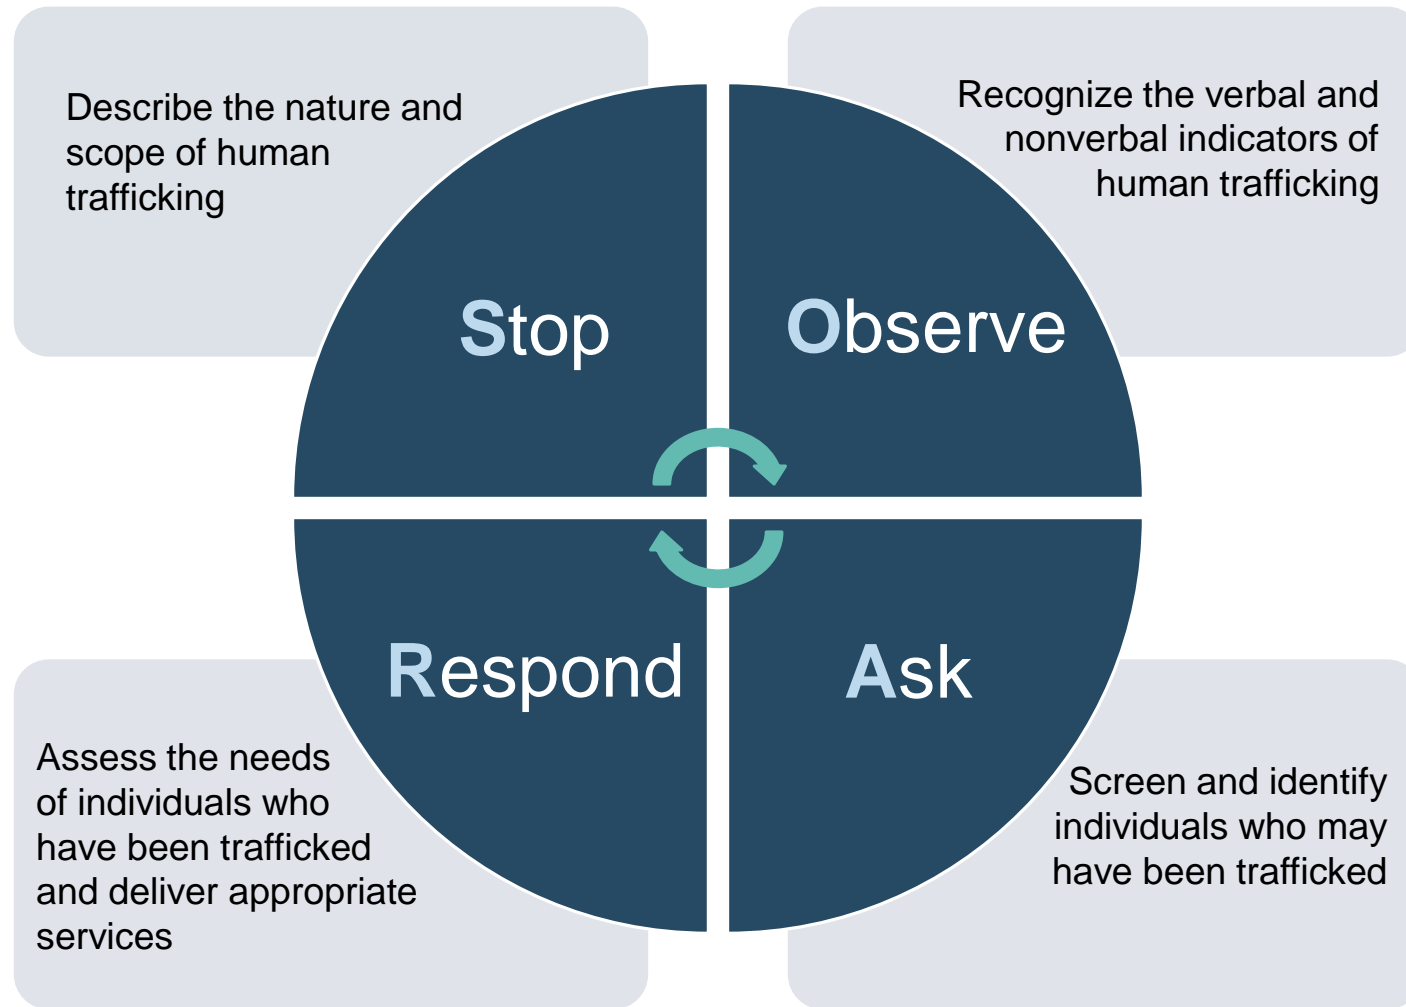 Describe the nature and
scope of human
trafficking
Stop
Recognize the verbal and
nonverbal indicators of
human trafficking
Observe
Ask
Screen and identify
individuals who may
have been trafficked
Respond
Assess the needs
of individuals who
have been trafficked
and deliver appropriate
services